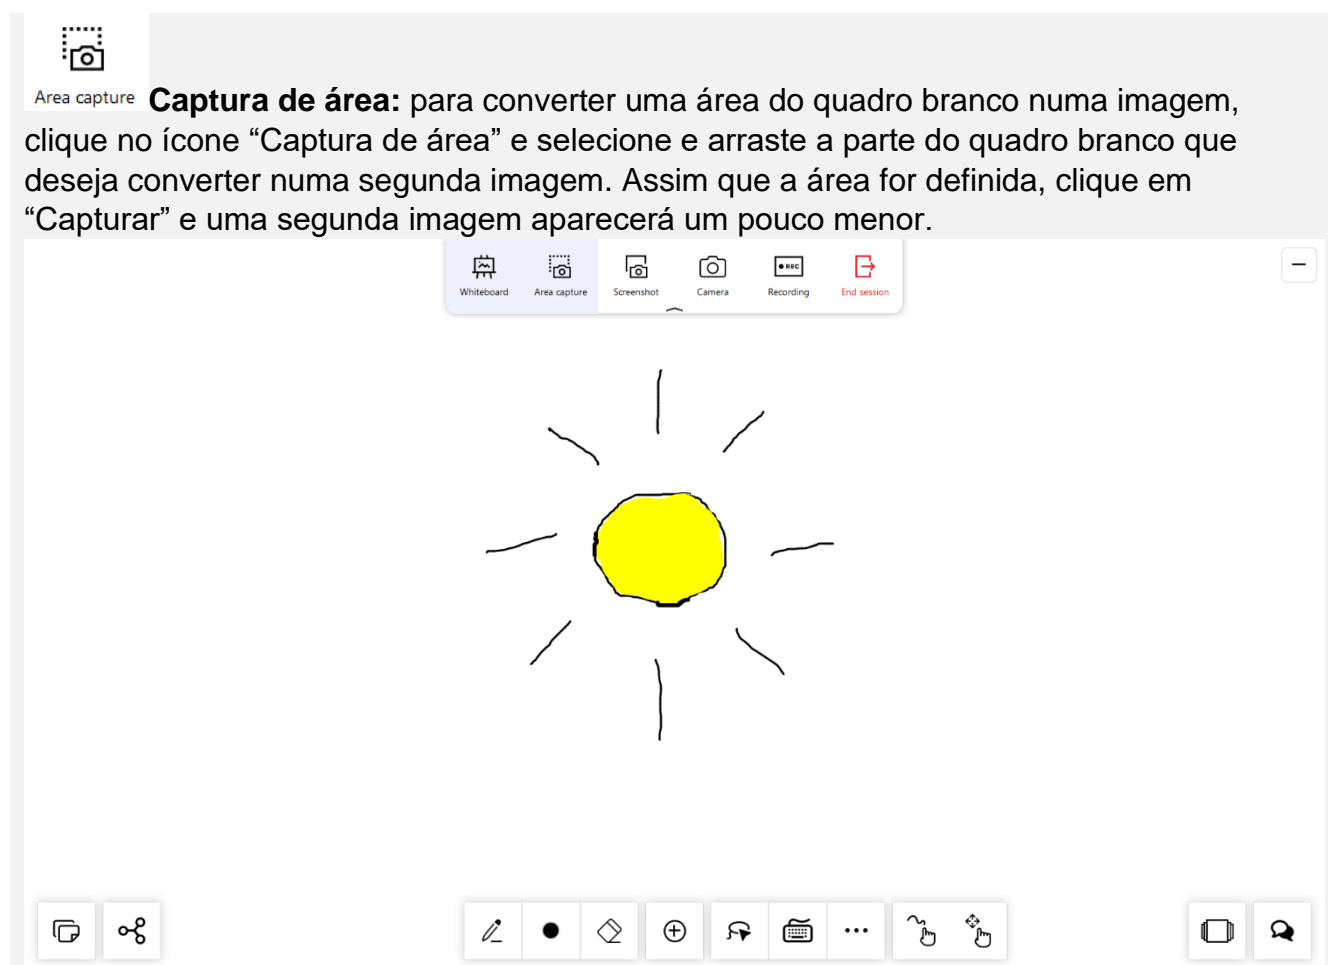 Area capture Captura de área: para converter uma área do quadro branco numa imagem,
clique no ícone “Captura de área” e selecione e arraste a parte do quadro branco que
deseja converter numa segunda imagem. Assim que a área for definida, clique em
“Capturar” e uma segunda imagem aparecerá um pouco menor.
Whiteboard Area capture Screenshot Camera REC Recording End session